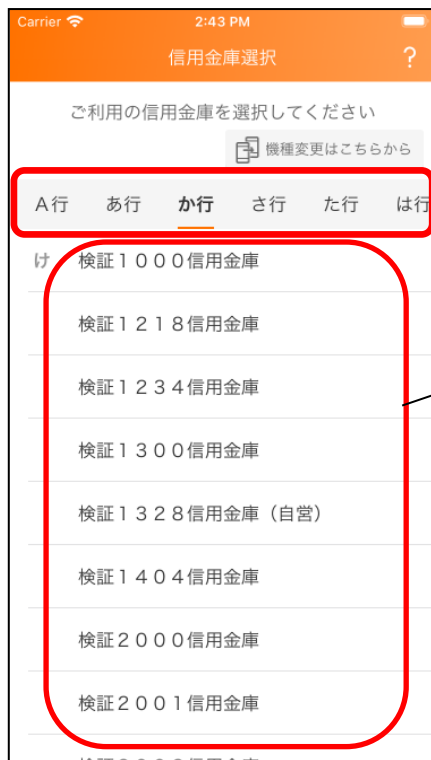 Carrier 2:43 PM
信用金庫選択 ?
ご利用の信用金庫を選択してください
機種変更はこちらから
A行 あ行 か行 さ行 た行 は行
け 検証1000信用金庫
検証1218信用金庫
検証1234信用金庫
検証1300信用金庫
検証1328信用金庫(自営)
検証1404信用金庫
検証2000信用金庫
検証2001信用金庫